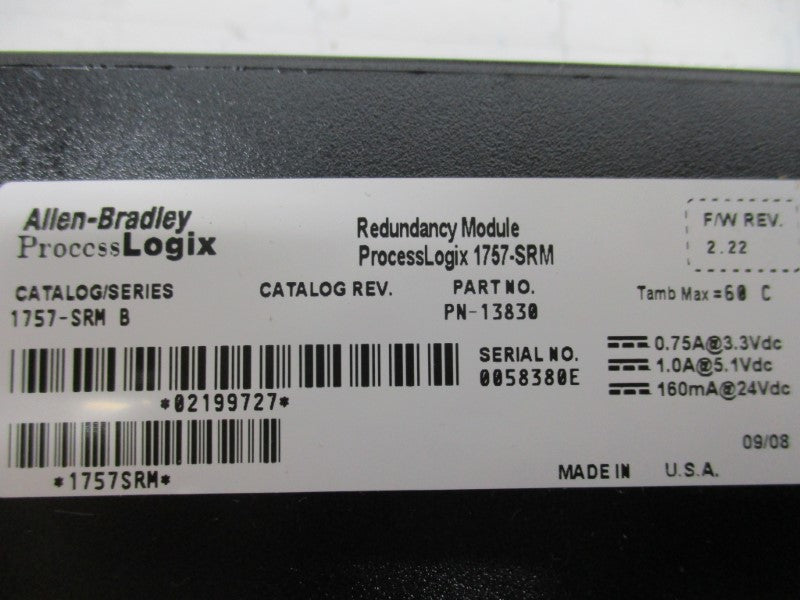 Allen-Bradley
ProcessLogix
Redundancy Module
ProcessLogix 1757-SRM
F/W REV.
2.22
CATALOG/SERIES
1757-SRM B
CATALOG REV.
PART NO.
PN-13830
Tamb Max = 60 C
SERIAL NO.
0058380E
0.75A@3.3Vdc
1.0A@5.1Vdc
160mA@24Vdc
*02199727*
*1757SRM*
09/08
MADE IN U.S.A.